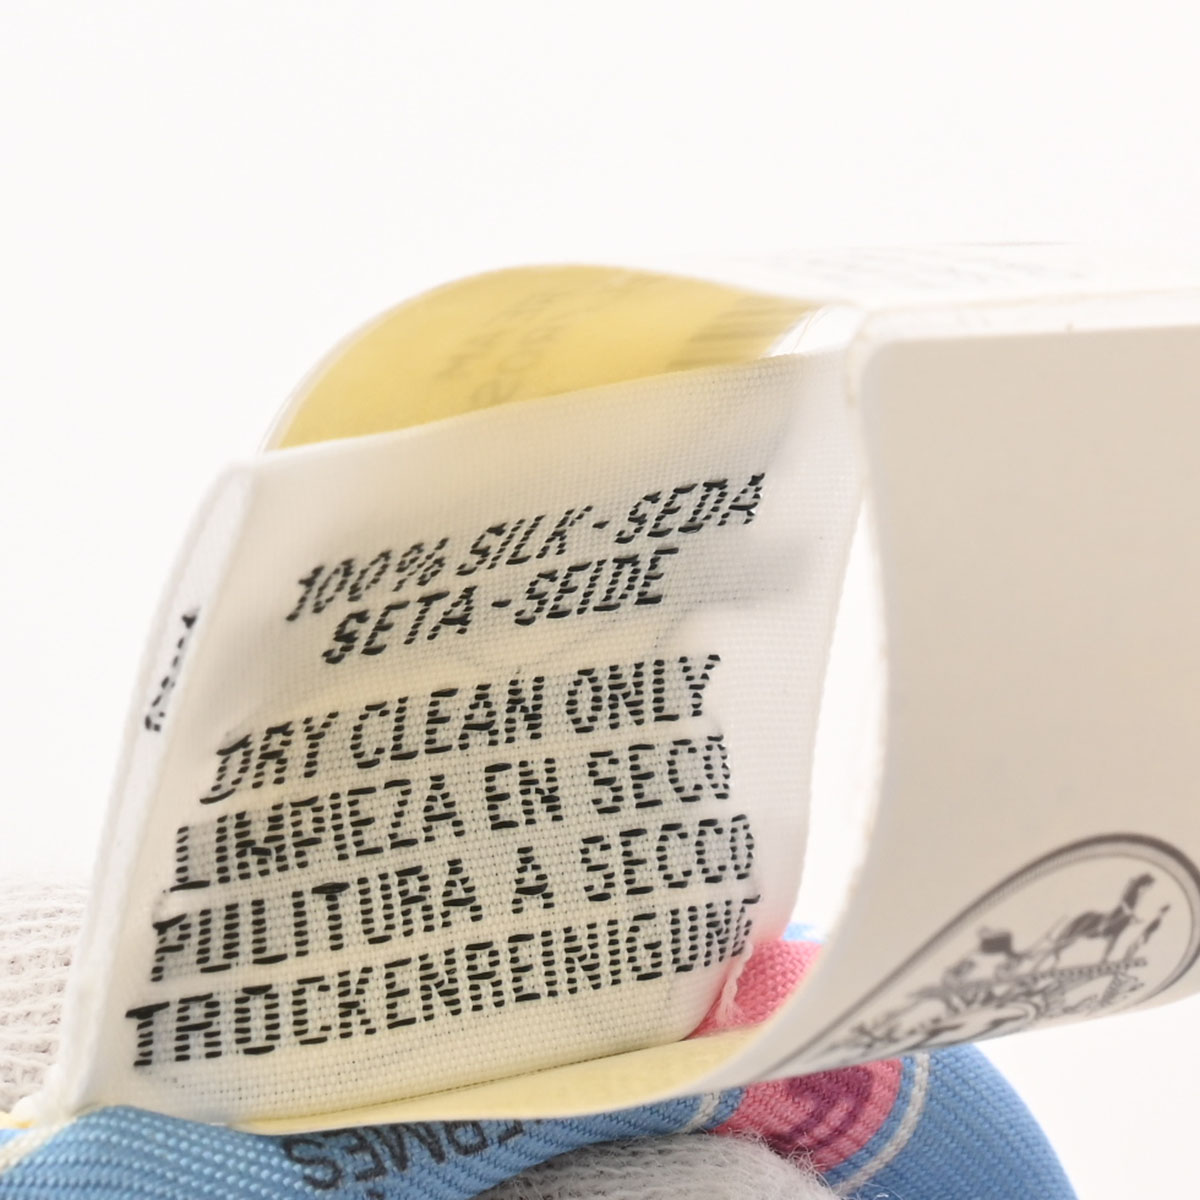 100% SILK-SEDA
SETA-SEIDE
DRY CLEAN ONLY
LIMPIEZA EN SECO
PULITURA A SECCO
TROCKENREINIGUNG